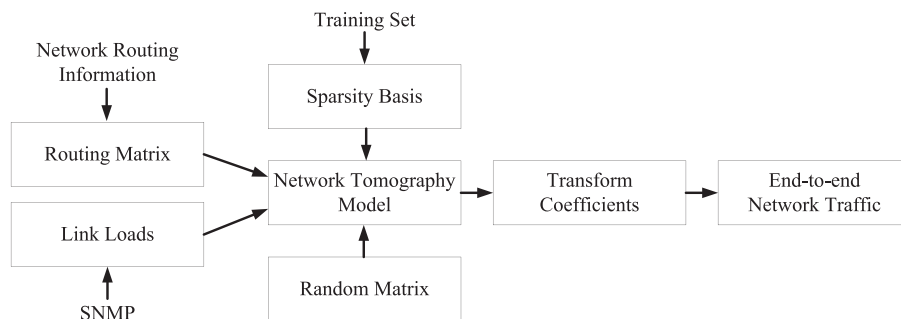 Training Set
Network Routing
Information
Sparsity Basis
Routing Matrix
Network Tomography
Model
Transform
Coefficients
End-to-end
Network Traffic
Link Loads
Random Matrix
SNMP